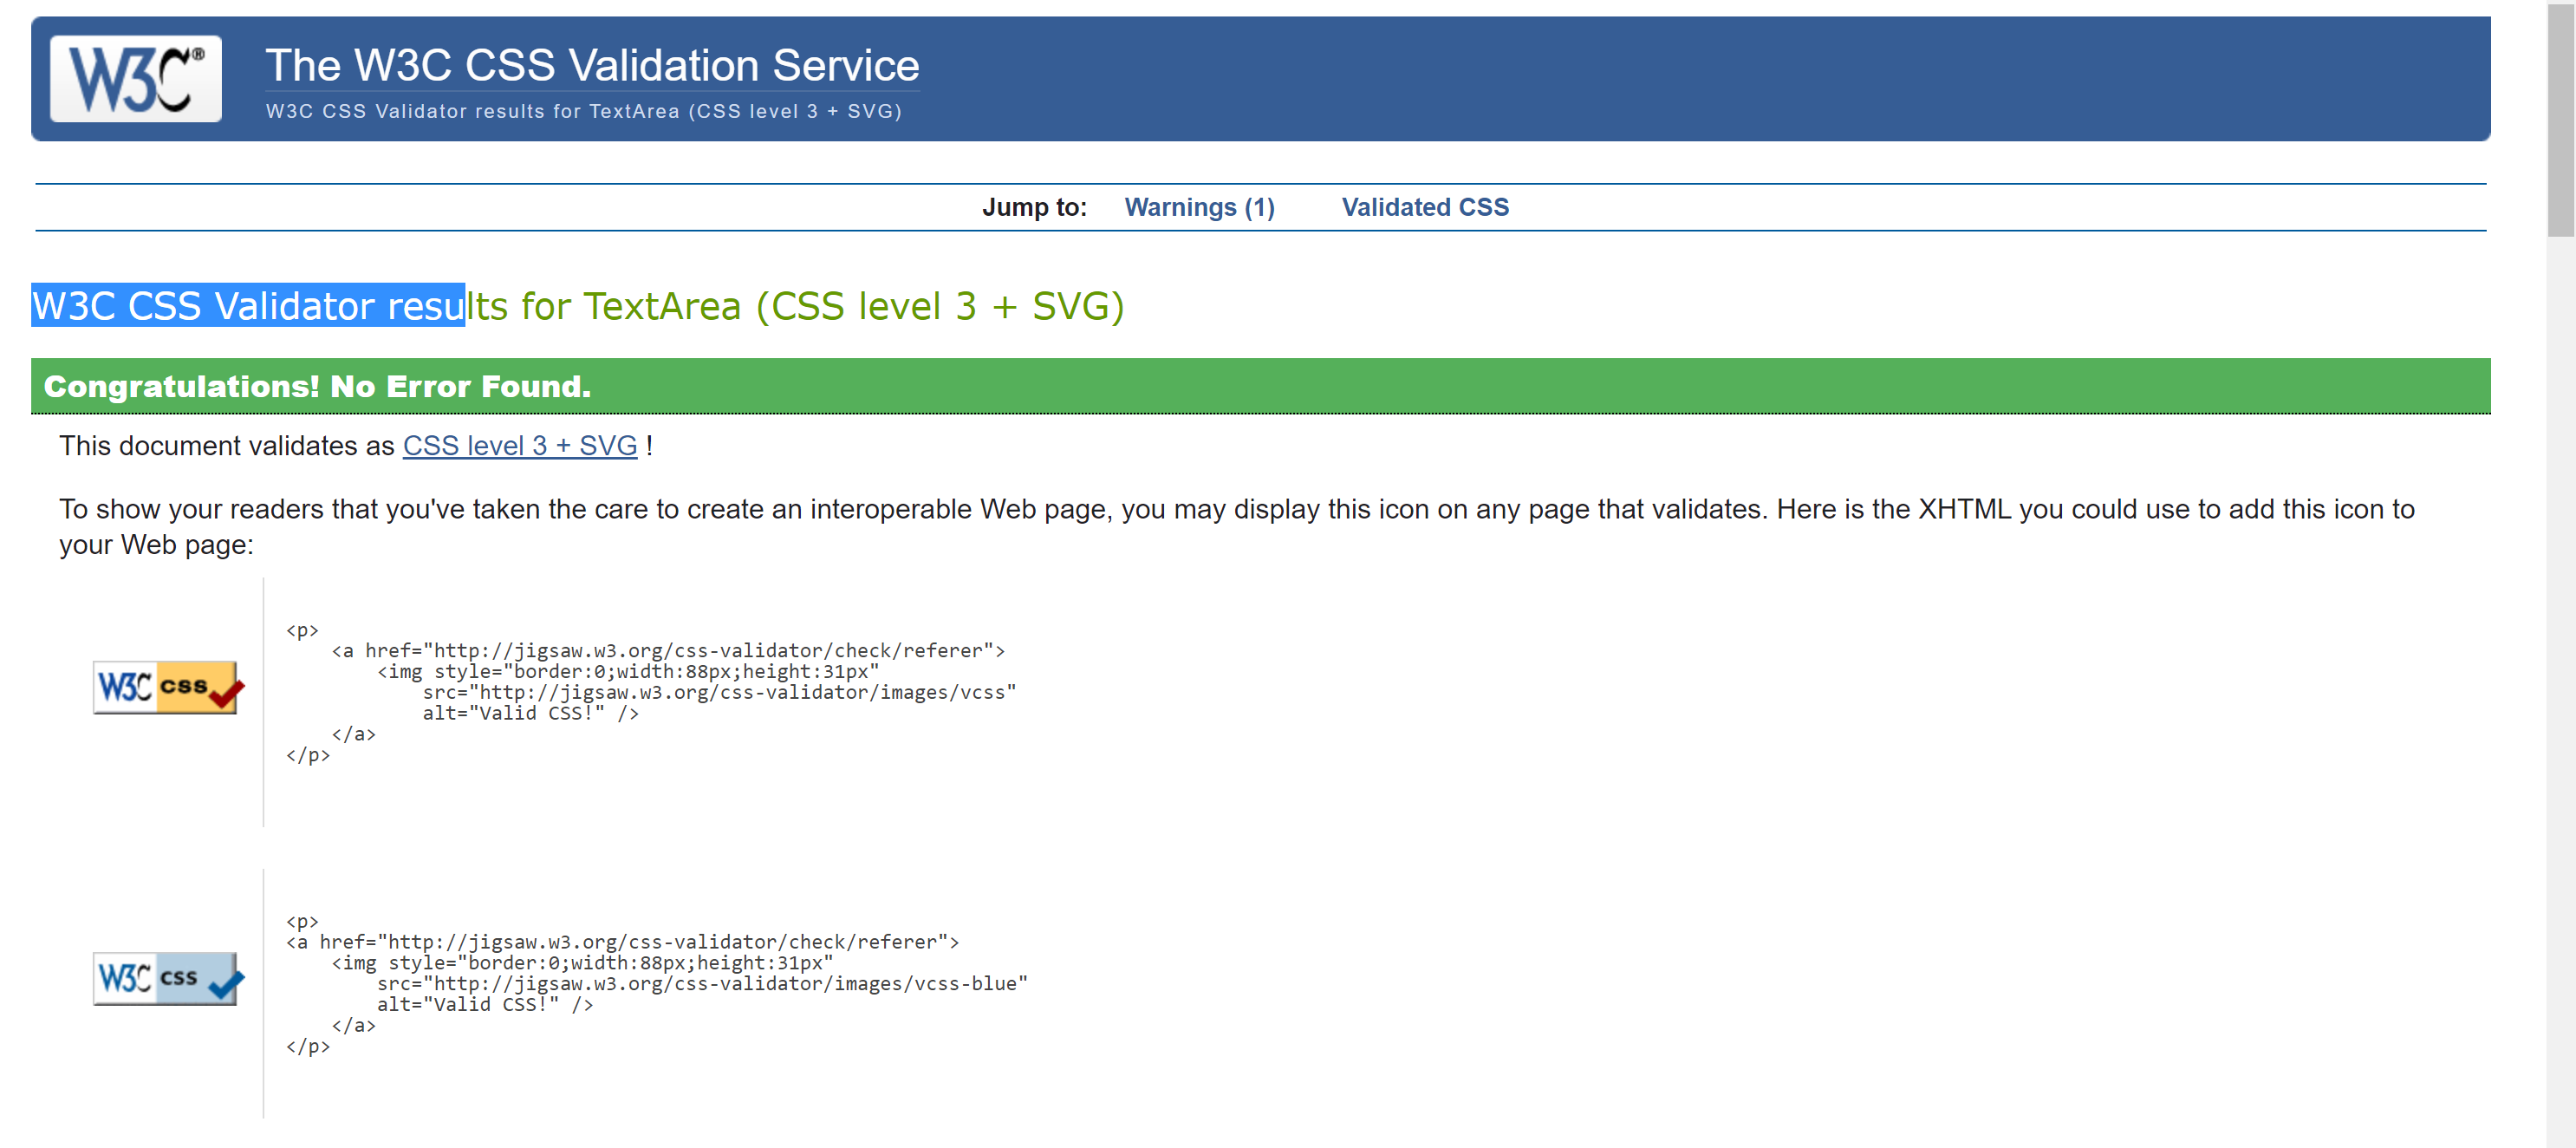 W3C®
The W3C CSS Validation Service
W3C CSS Validator results for TextArea (CSS level 3 + SVG)
Jump to: Warnings (1) Validated CSS
W3C CSS Validator results for TextArea (CSS level 3 + SVG)
Congratulations! No Error Found.
This document validates as CSS level 3 + SVG !
To show your readers that you've taken the care to create an interoperable Web page, you may display this icon on any page that validates. Here is the XHTML you could use to add this icon to
your Web page:
W3C css
<p>
    <a href="http://jigsaw.w3.org/css-validator/check/referer">
        <img style="border:0;width:88px;height:31px"
            src="http://jigsaw.w3.org/css-validator/images/vcss"
            alt="Valid CSS!" />
    </a>
</p>
W3C css
<p>
<a href="http://jigsaw.w3.org/css-validator/check/referer">
    <img style="border:0;width:88px;height:31px"
        src="http://jigsaw.w3.org/css-validator/images/vcss-blue"
        alt="Valid CSS!" />
    </a>
</p>